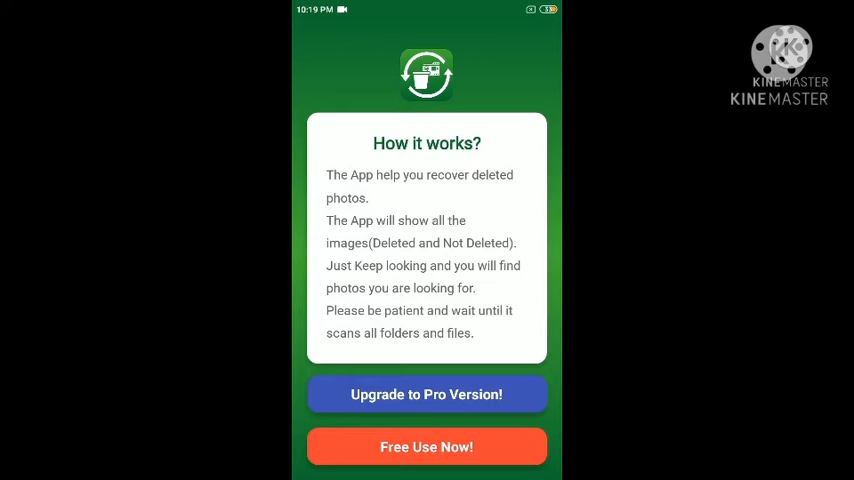 10:19 PM
KINEMASTER
KINEMASTER
How it works?
The App help you recover deleted
photos.
The App will show all the
images(Deleted and Not Deleted).
Just Keep looking and you will find
photos you are looking for.
Please be patient and wait until it
scans all folders and files.
Upgrade to Pro Version!
Free Use Now!